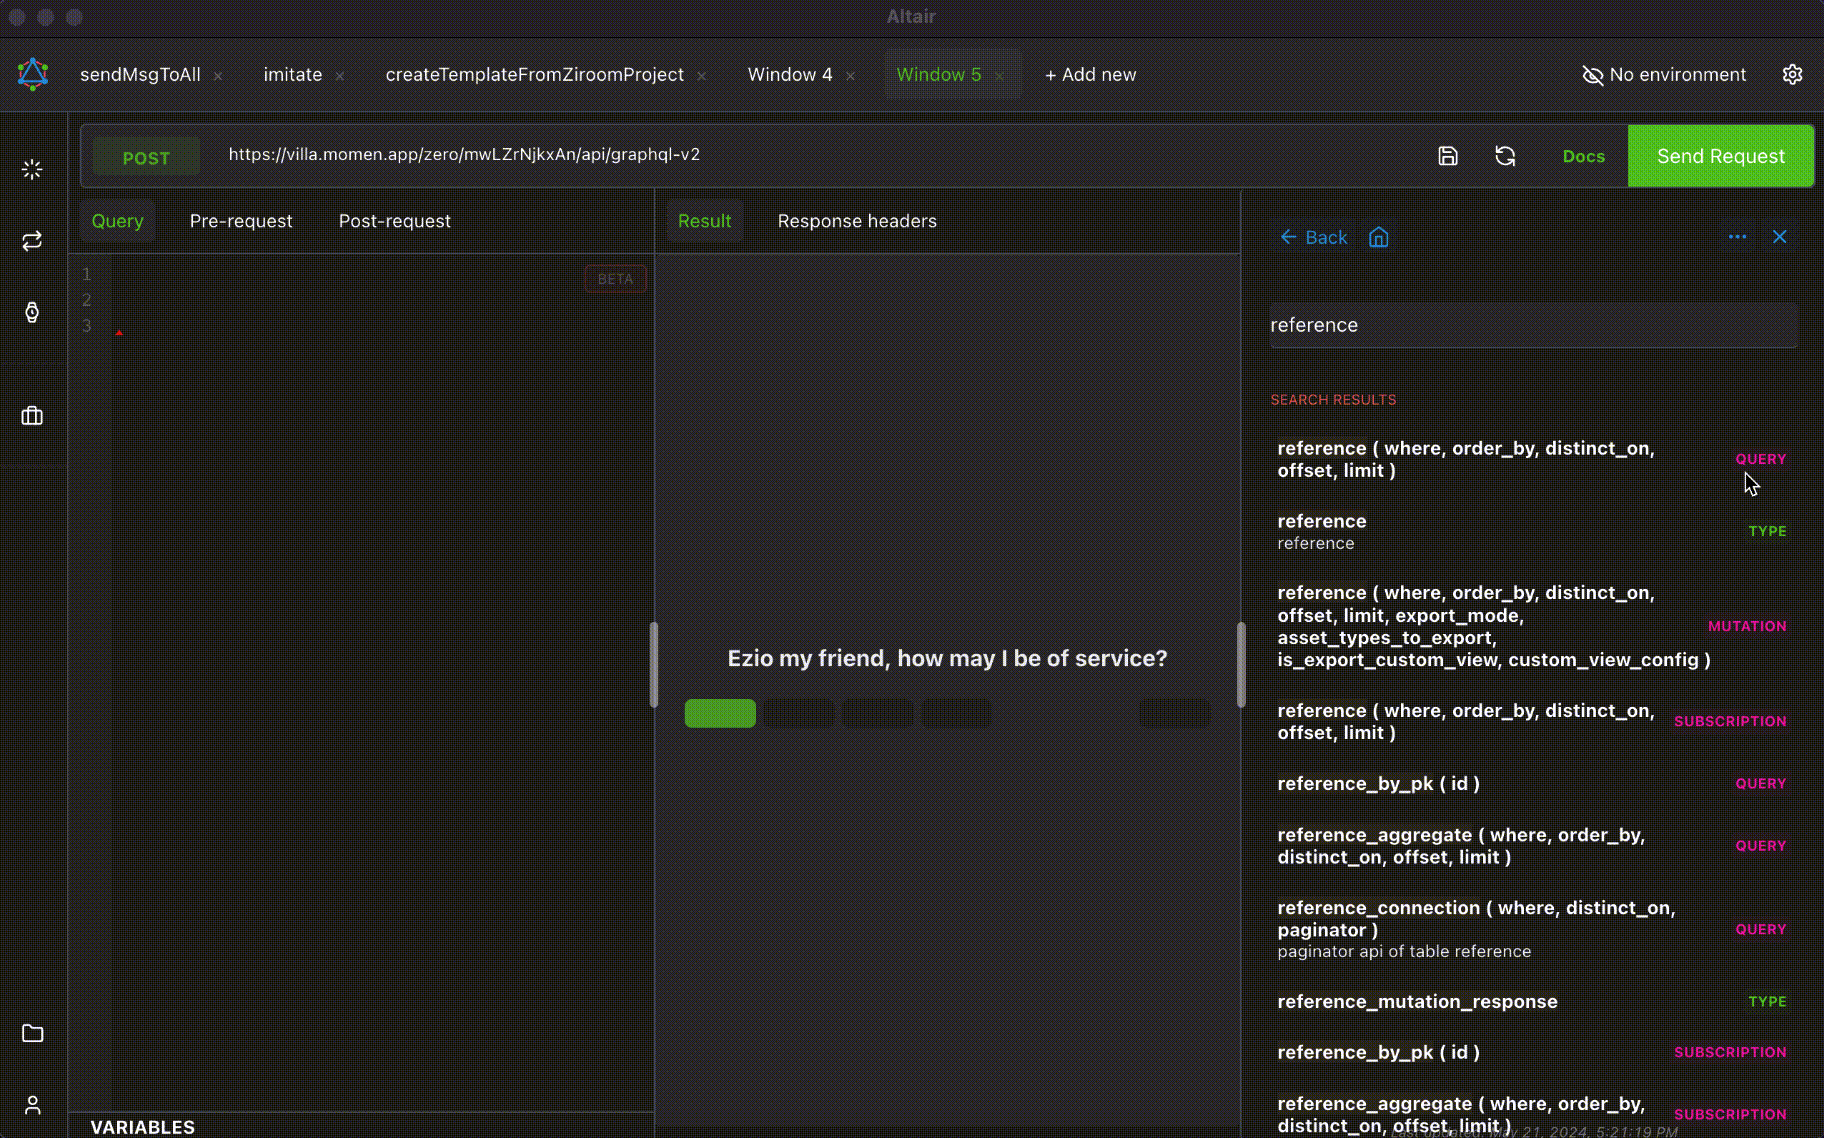 Altair
sendMsgToAll × imitate × createTemplateFromZiroomProject × Window 4 × Window 5 × + Add new No environment
POST https://villa.momen.app/zero/mwLZrNjkxAn/api/graphql-v2 Docs Send Request
Query Pre-request Post-request
1
2
3
BETA
VARIABLES
Result Response headers
Ezio my friend, how may I be of service?
Back
reference
SEARCH RESULTS
reference ( where, order_by, distinct_on,
offset, limit ) QUERY
reference
reference TYPE
reference ( where, order_by, distinct_on,
offset, limit, export_mode,
asset_types_to_export,
is_export_custom_view, custom_view_config ) MUTATION
reference ( where, order_by, distinct_on,
offset, limit ) SUBSCRIPTION
reference_by_pk ( id ) QUERY
reference_aggregate ( where, order_by,
distinct_on, offset, limit ) QUERY
reference_connection ( where, distinct_on,
paginator ) QUERY
paginator api of table reference
reference_mutation_response TYPE
reference_by_pk ( id ) SUBSCRIPTION
reference_aggregate ( where, order_by,
distinct_on, offset, limit ) SUBSCRIPTION
Last updated: May 21, 2024, 5:21:19 PM